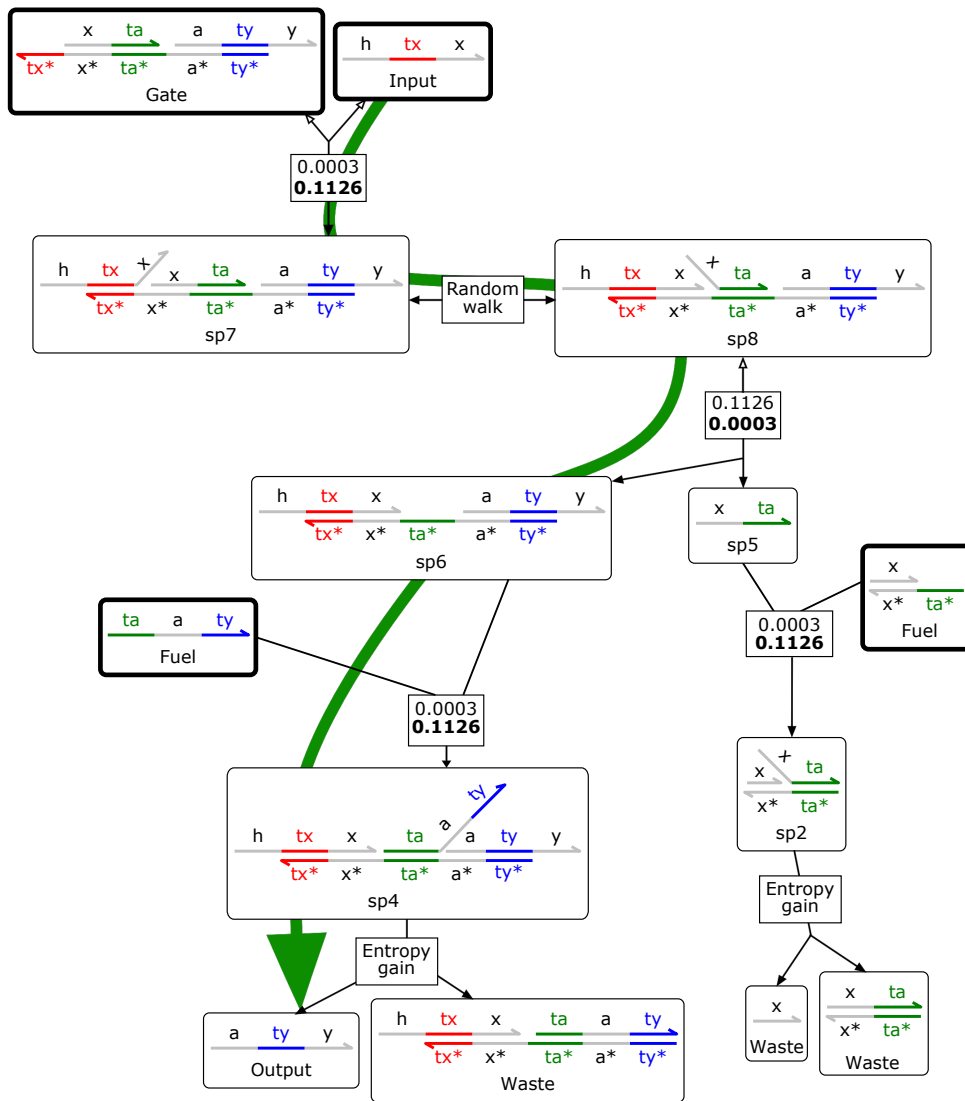 x ta a ty y
tx* x* ta* a* ty*
Gate
h tx x
Input
0.0003
0.1126
h tx x x ta a ty y
tx* x* ta* a* ty*
sp7
Random
walk
h tx x x ta a ty y
tx* x* ta* a* ty*
sp8
0.1126
0.0003
h tx x a ty y
tx* x* ta* a* ty*
sp6
x ta
sp5
x
x* ta*
Fuel
ta a ty
Fuel
0.0003
0.1126
0.0003
0.1126
ty
a
h tx x ta a ty y
tx* x* ta* a* ty*
sp4
x x ta
x* ta*
sp2
Entropy
gain
Entropy
gain
a ty y
Output
h tx x ta a ty
tx* x* ta* a* ty*
Waste
x
Waste
x ta
x* ta*
Waste